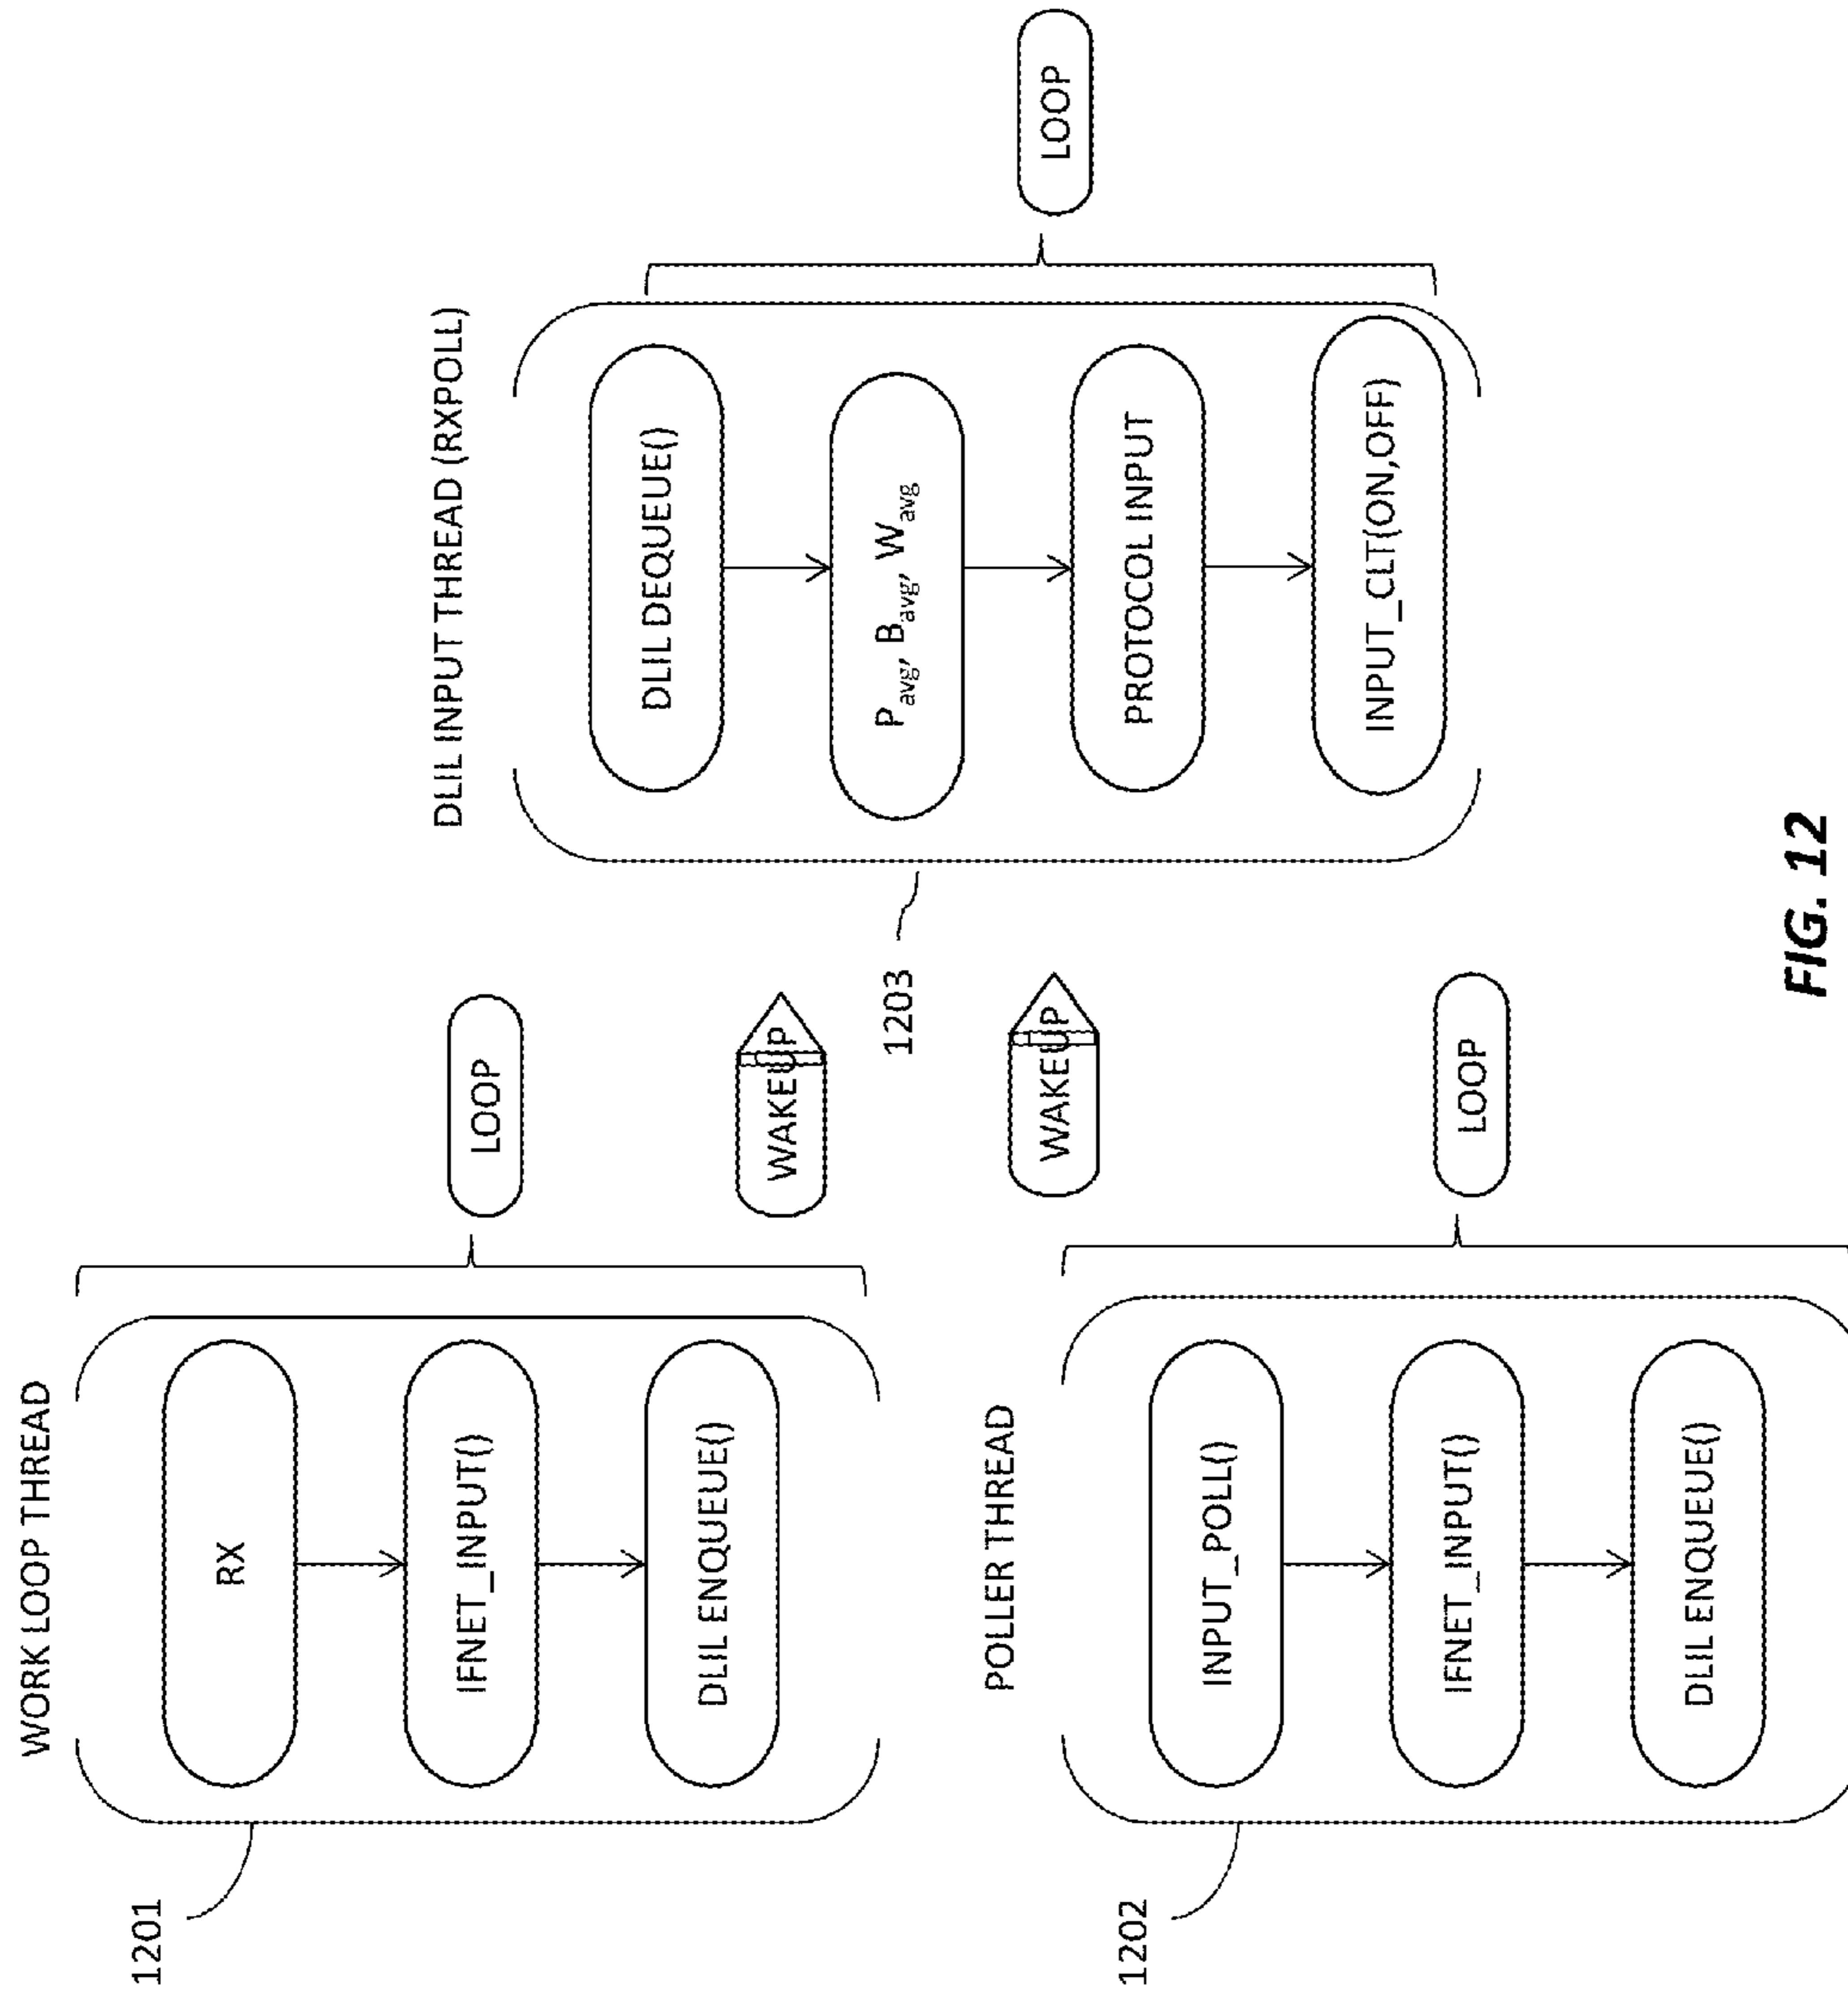 WORK LOOP THREAD
1201
RX
IFNET_INPUT()
DLIL ENQUEUE()
LOOP
WAKEUP
POLLER THREAD
1202
INPUT_POLL()
IFNET_INPUT()
DLIL ENQUEUE()
LOOP
WAKEUP
DLIL INPUT THREAD (RXPOLL)
1203
DLIL DEQUEUE()
Pavg, Bavg, Wavg
PROTOCOL INPUT
INPUT_CLT(ON,OFF)
LOOP
FIG. 12